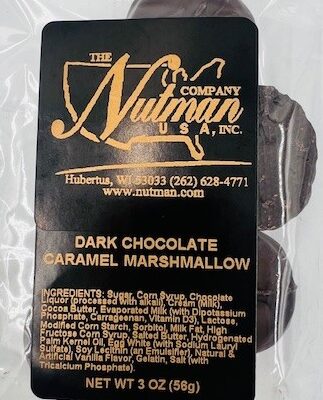 THE
Nutman
COMPANY
USA, INC.
Hubertus, WI 53033 (262) 628-4771
www.nutman.com
DARK CHOCOLATE
CARAMEL MARSHMALLOW
INGREDIENTS: Sugar, Corn Syrup, Chocolate
Liquor (processed with alkali), Cream (Milk),
Cocoa Butter, Evaporated Milk (with Dipotassium
Phosphate, Carrageenan, Vitamin D3), Lactose,
Modified Corn Starch, Sorbitol, Milk Fat, High
Fructose Corn Syrup, Salted Butter, Hydrogenated
Palm Kernel Oil, Egg White (with Sodium Lauryl
Sulfate), Soy Lecithin (an Emulsifier), Natural &
Artificial Vanilla Flavor, Gelatin, Salt (with
Tricalcium Phosphate).
NET WT 3 OZ (56g)